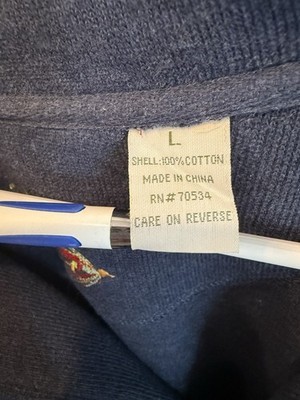 L
SHELL:100%COTTON
MADE IN CHINA
RN#70534
CARE ON REVERSE